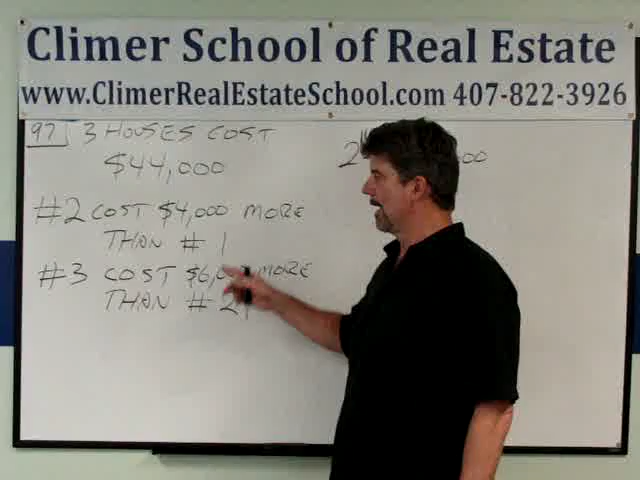 Climer School of Real Estate
www.ClimerRealEstateSchool.com 407-822-3926
97 3 HOUSES COST
$44,000
#2 COST $4,000 MORE
THAN # 1
#3 COST MORE
THAN # 2